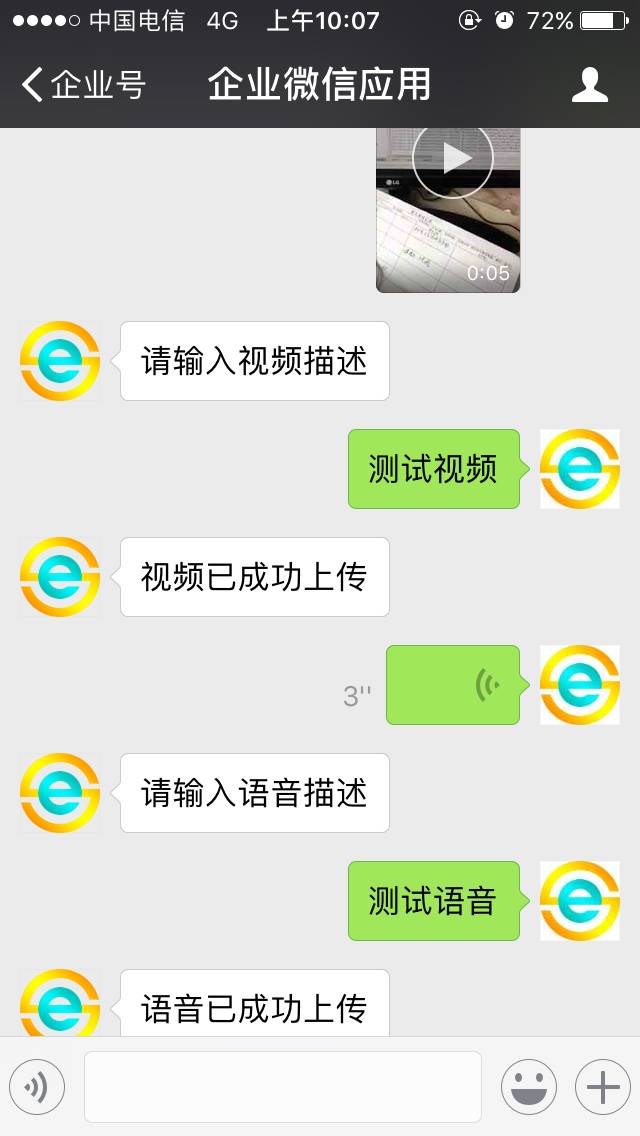 中国电信 4G 上午10:07 72%
企业号 企业微信应用
LG
0:05
请输入视频描述
测试视频
视频已成功上传
3''
请输入语音描述
测试语音
语音已成功上传